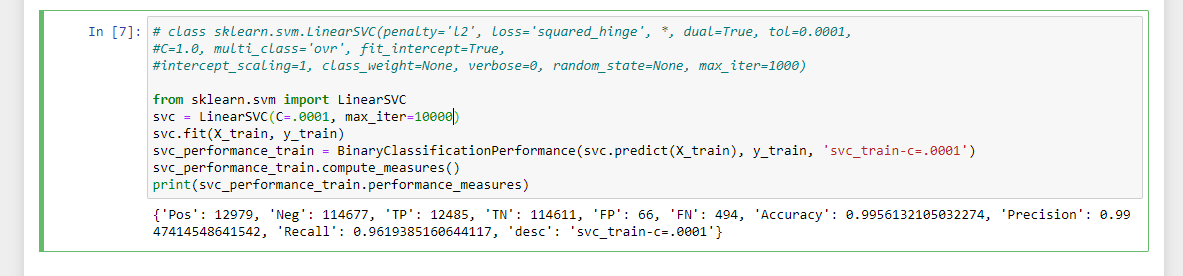 In [7]: # class sklearn.svm.LinearSVC(penalty='l2', loss='squared_hinge', *, dual=True, tol=0.0001,
#C=1.0, multi_class='ovr', fit_intercept=True,
#intercept_scaling=1, class_weight=None, verbose=0, random_state=None, max_iter=1000)
from sklearn.svm import LinearSVC
svc = LinearSVC(C=.0001, max_iter=10000)
svc.fit(X_train, y_train)
svc_performance_train = BinaryClassificationPerformance(svc.predict(X_train), y_train, 'svc_train-c=.0001')
svc_performance_train.compute_measures()
print(svc_performance_train.performance_measures)
{'Pos': 12979, 'Neg': 114677, 'TP': 12485, 'TN': 114611, 'FP': 66, 'FN': 494, 'Accuracy': 0.9956132105032274, 'Precision': 0.99
47414548641542, 'Recall': 0.9619385160644117, 'desc': 'svc_train-c=.0001'}